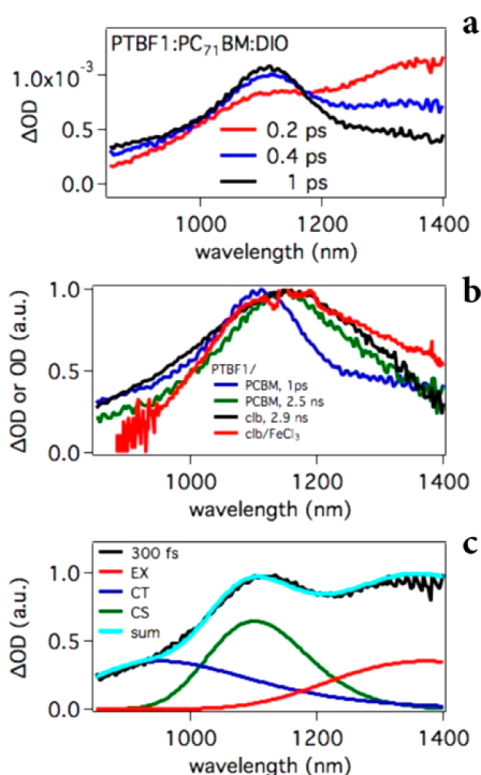 a
PTBF1:PC₇₁BM:DIO
ΔOD
1.0x10⁻³
0.5
0.0
0.2 ps
0.4 ps
1 ps
1000 1200 1400
wavelength (nm)
b
ΔOD or OD (a.u.)
1.0
0.5
0.0
PTBF1/
PCBM, 1ps
PCBM, 2.5 ns
clb, 2.9 ns
clb/FeCl₃
1000 1200 1400
wavelength (nm)
c
ΔOD (a.u.)
1.0
0.5
0.0
300 fs
EX
CT
CS
sum
1000 1200 1400
wavelength (nm)